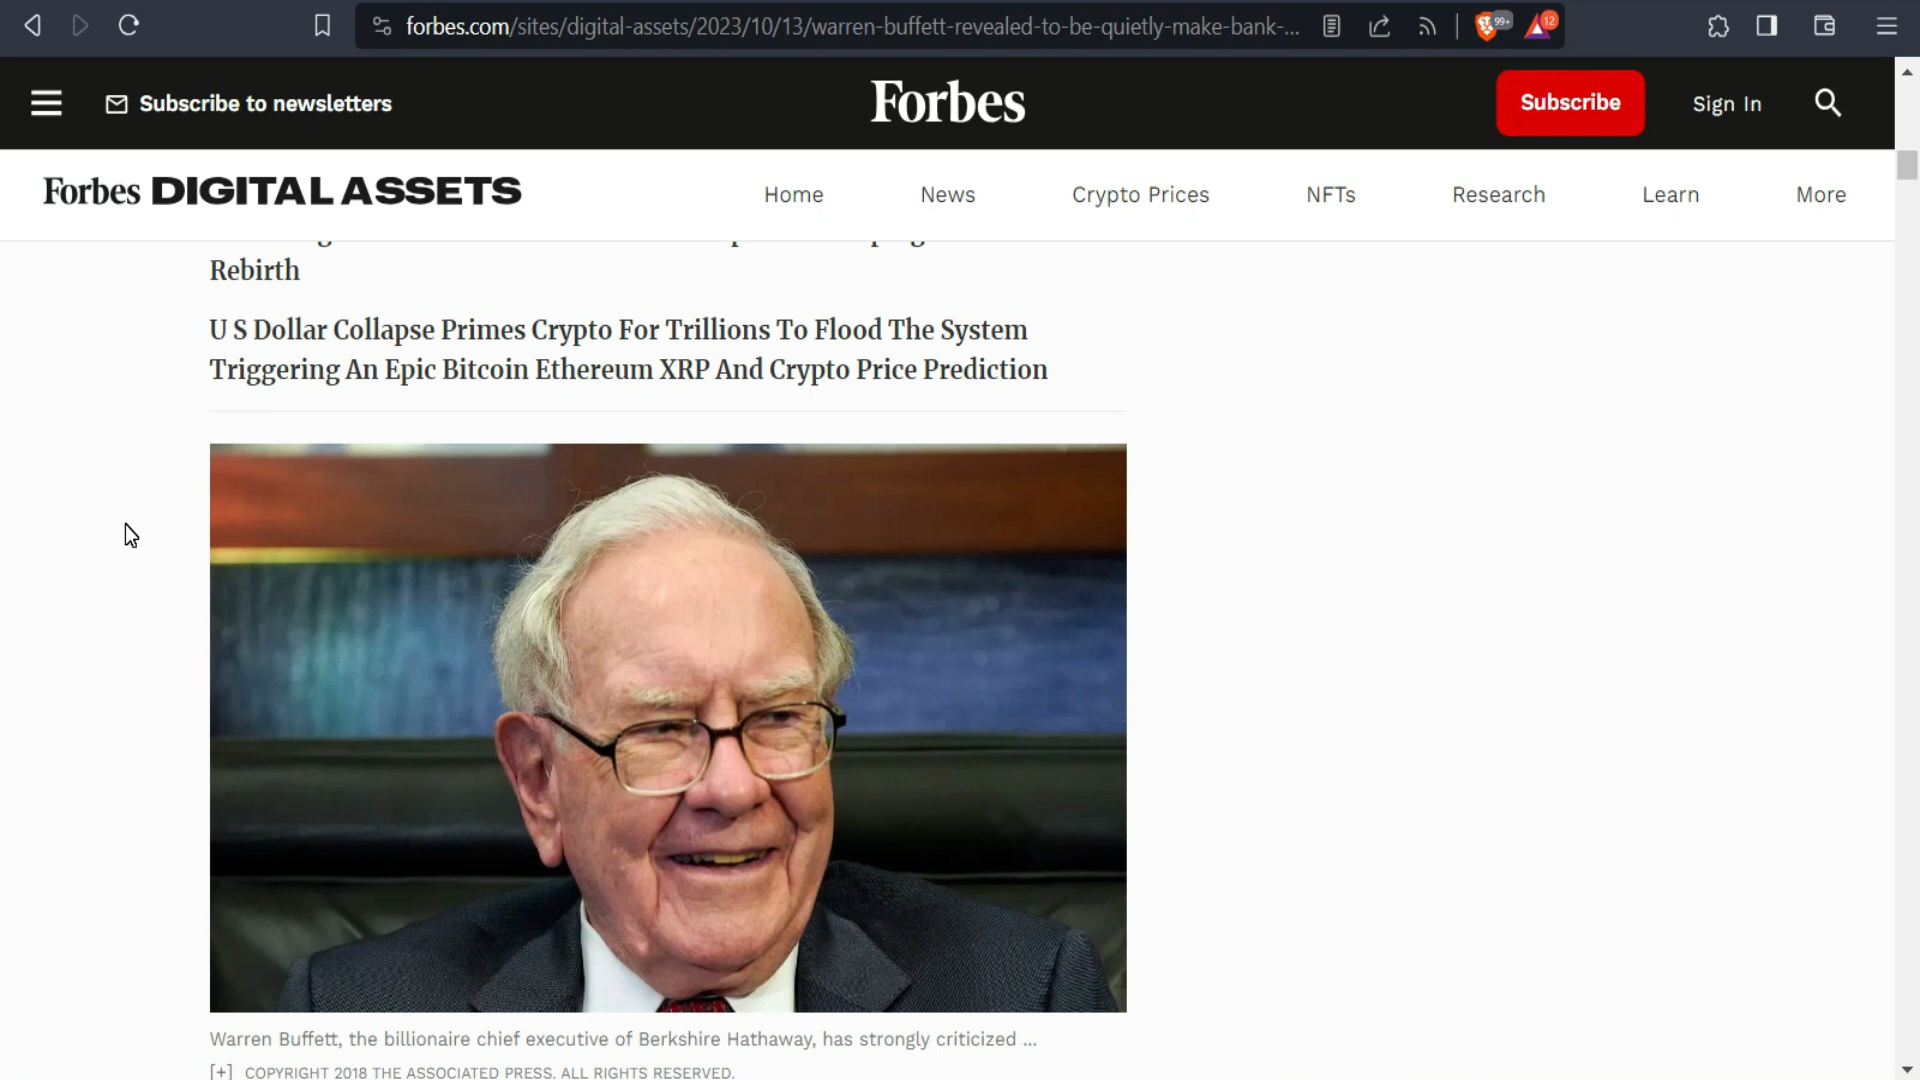 forbes.com/sites/digital-assets/2023/10/13/warren-buffett-revealed-to-be-quietly-make-bank-...
99+
12
Subscribe to newsletters
Forbes
Subscribe
Sign In
Forbes DIGITAL ASSETS
Home
News
Crypto Prices
NFTs
Research
Learn
More
Rebirth
U S Dollar Collapse Primes Crypto For Trillions To Flood The System
Triggering An Epic Bitcoin Ethereum XRP And Crypto Price Prediction
Warren Buffett, the billionaire chief executive of Berkshire Hathaway, has strongly criticized ...
[+] COPYRIGHT 2018 THE ASSOCIATED PRESS. ALL RIGHTS RESERVED.